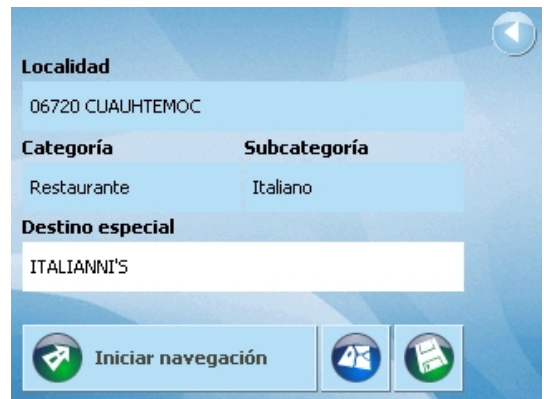 Localidad
06720 CUAUHTEMOC
Categoría Subcategoría
Restaurante Italiano
Destino especial
ITALIANNI'S
Iniciar navegación